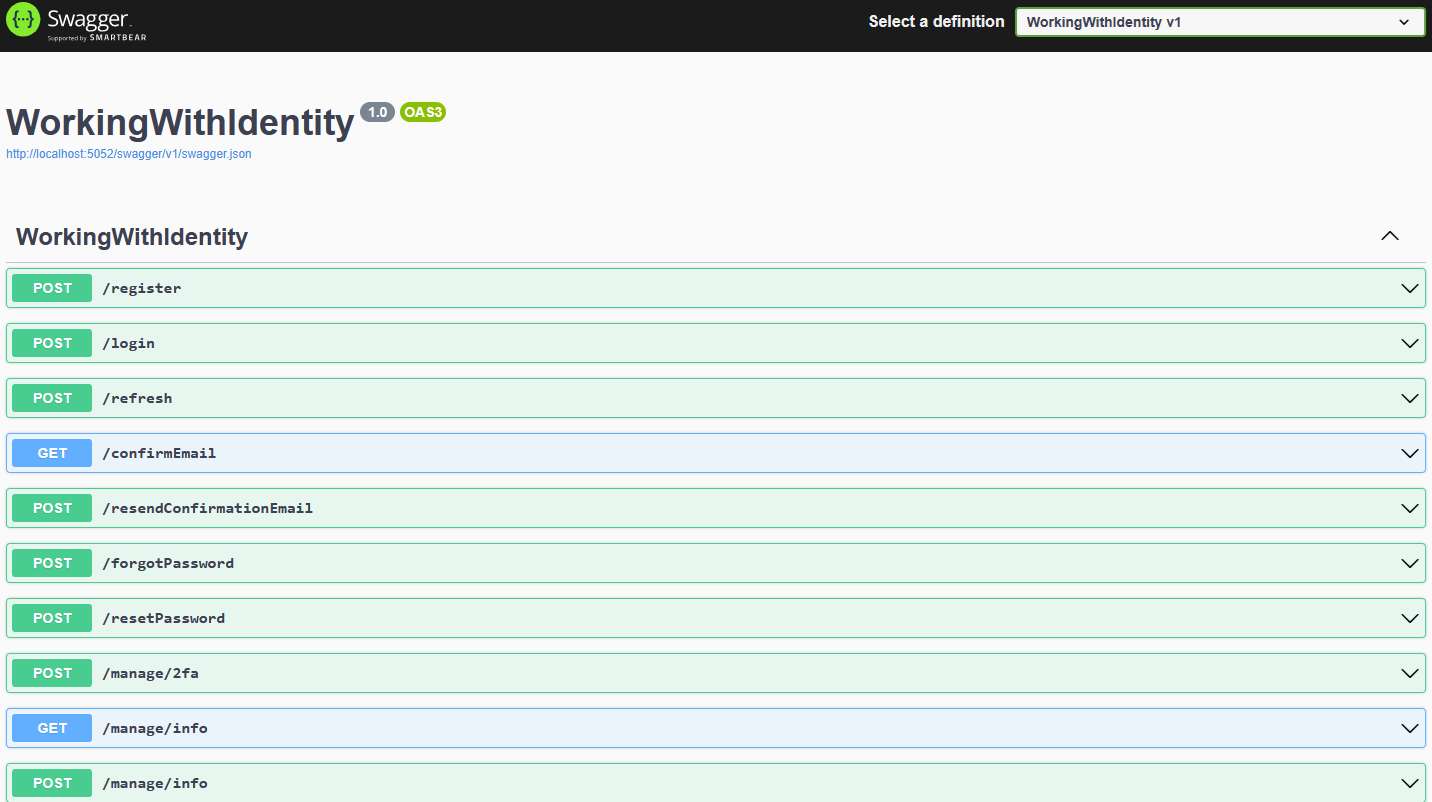 {···} Swagger.
Supported by SMARTBEAR
Select a definition
WorkingWithIdentity v1
WorkingWithIdentity 1.0 OAS3
http://localhost:5052/swagger/v1/swagger.json
WorkingWithIdentity
POST /register
POST /login
POST /refresh
GET /confirmEmail
POST /resendConfirmationEmail
POST /forgotPassword
POST /resetPassword
POST /manage/2fa
GET /manage/info
POST /manage/info